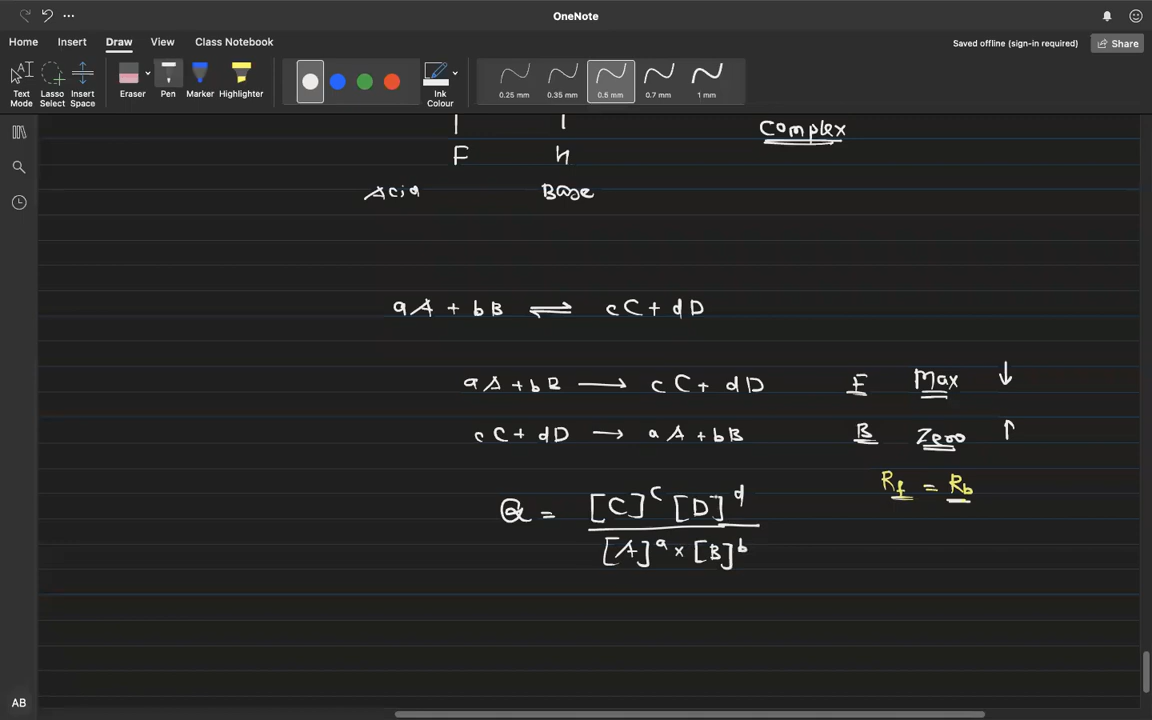 OneNote
Home Insert Draw View Class Notebook
Saved offline (sign-in required) Share
Text Mode Lasso Select Insert Space Eraser Pen Marker Highlighter Ink Colour 0.25 mm 0.35 mm 0.5 mm 0.7 mm 1 mm
Complex
F H
Acid Base
aA + bB ⇌ cC + dD
aA + bB → cC + dD F Max ↓
cC + dD → aA + bB B Zero ↑
R_f = R_b
Q = [C]^c [D]^d / [A]^a × [B]^b
AB